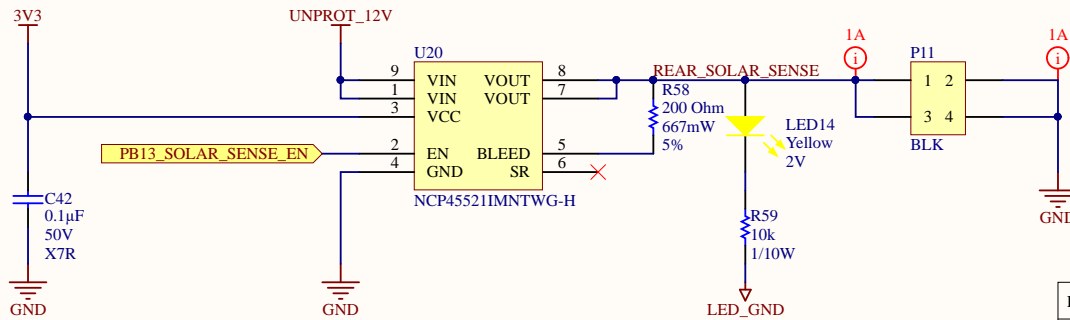 3V3
UNPROT_12V
1A
1A
i
i
U20
P11
9 VIN VOUT 8
1 VIN VOUT 7
3 VCC
2 EN BLEED 5
4 GND SR 6
NCP45521IMNTWG-H
REAR_SOLAR_SENSE
R58
200 Ohm
667mW
5%
LED14
Yellow
2V
1 2
3 4
BLK
PB13_SOLAR_SENSE_EN
C42
0.1µF
50V
X7R
R59
10k
1/10W
GND
GND
GND
LED_GND